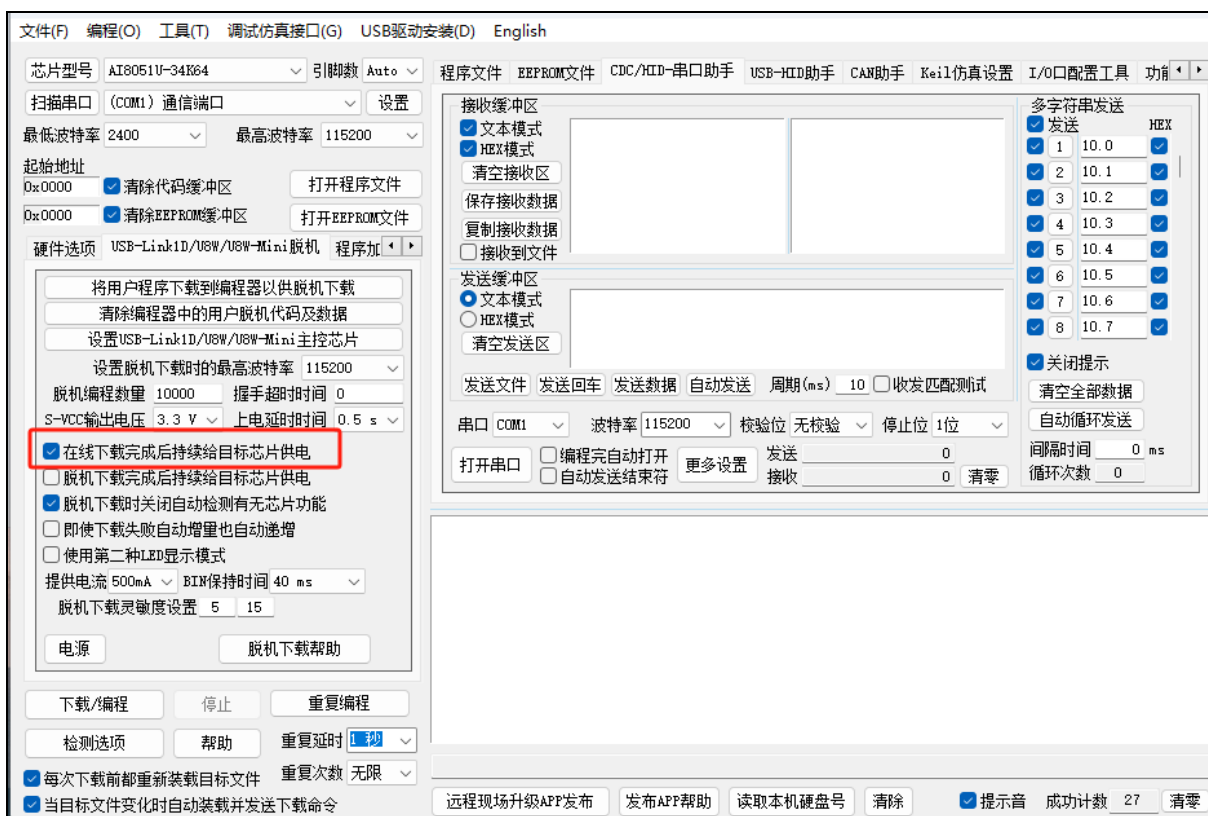 文件(F) 编程(O) 工具(T) 调试仿真接口(G) USB驱动安装(D) English
芯片型号 AI8051U-34K64 引脚数 Auto
扫描串口 (COM1) 通信端口 设置
最低波特率 2400 最高波特率 115200
起始地址
0x0000 清除代码缓冲区 打开程序文件
0x0000 清除EEPROM缓冲区 打开EEPROM文件
硬件选项 USB-Link1D/U8W/U8W-Mini脱机 程序加
将用户程序下载到编程器以供脱机下载
清除编程器中的用户脱机代码及数据
设置USB-Link1D/U8W/U8W-Mini主控芯片
设置脱机下载时的最高波特率 115200
脱机编程数量 10000 握手超时时间 0
S-VCC输出电压 3.3 V 上电延时时间 0.5 s
在线下载完成后持续给目标芯片供电
脱机下载完成后持续给目标芯片供电
脱机下载时关闭自动检测有无芯片功能
即使下载失败自动增量也自动递增
使用第二种LED显示模式
提供电流 500mA BIN保持时间 40 ms
脱机下载灵敏度设置 5 15
电源 脱机下载帮助
下载/编程 停止 重复编程
检测选项 帮助 重复延时 1 秒
每次下载前都重新装载目标文件 重复次数 无限
当目标文件变化时自动装载并发送下载命令
程序文件 EEPROM文件 CDC/HID-串口助手 USB-HID助手 CAN助手 Keil仿真设置 I/O口配置工具 功能
接收缓冲区
文本模式
HEX模式
清空接收区
保存接收数据
复制接收数据
接收到文件
发送缓冲区
文本模式
HEX模式
清空发送区
发送文件 发送回车 发送数据 自动发送 周期(ms) 10 收发匹配测试
串口 COM1 波特率 115200 校验位 无校验 停止位 1位
打开串口 编程完自动打开 更多设置 发送 0
自动发送结束符 接收 0 清零
多字符串发送
发送 HEX
1 10.0
2 10.1
3 10.2
4 10.3
5 10.4
6 10.5
7 10.6
8 10.7
关闭提示
清空全部数据
自动循环发送
间隔时间 0 ms
循环次数 0
远程现场升级APP发布 发布APP帮助 读取本机硬盘号 清除 提示音 成功计数 27 清零